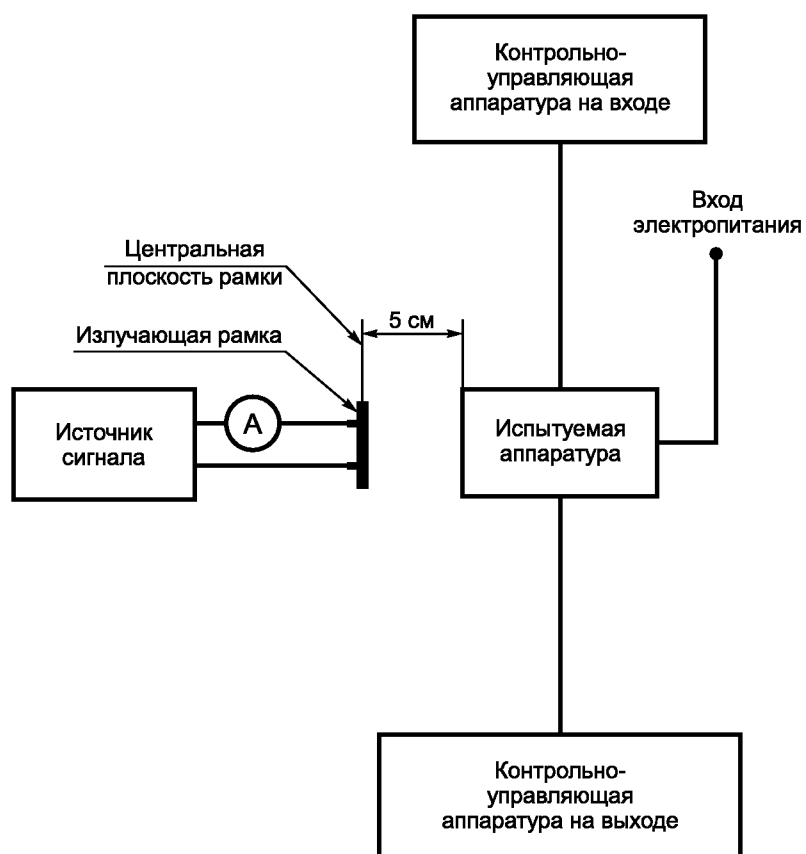 Контрольно-
управляющая
аппаратура на входе
Вход
электропитания
Центральная
плоскость рамки
5 см
Излучающая рамка
Источник
сигнала
А
Испытуемая
аппаратура
Контрольно-
управляющая
аппаратура на выходе